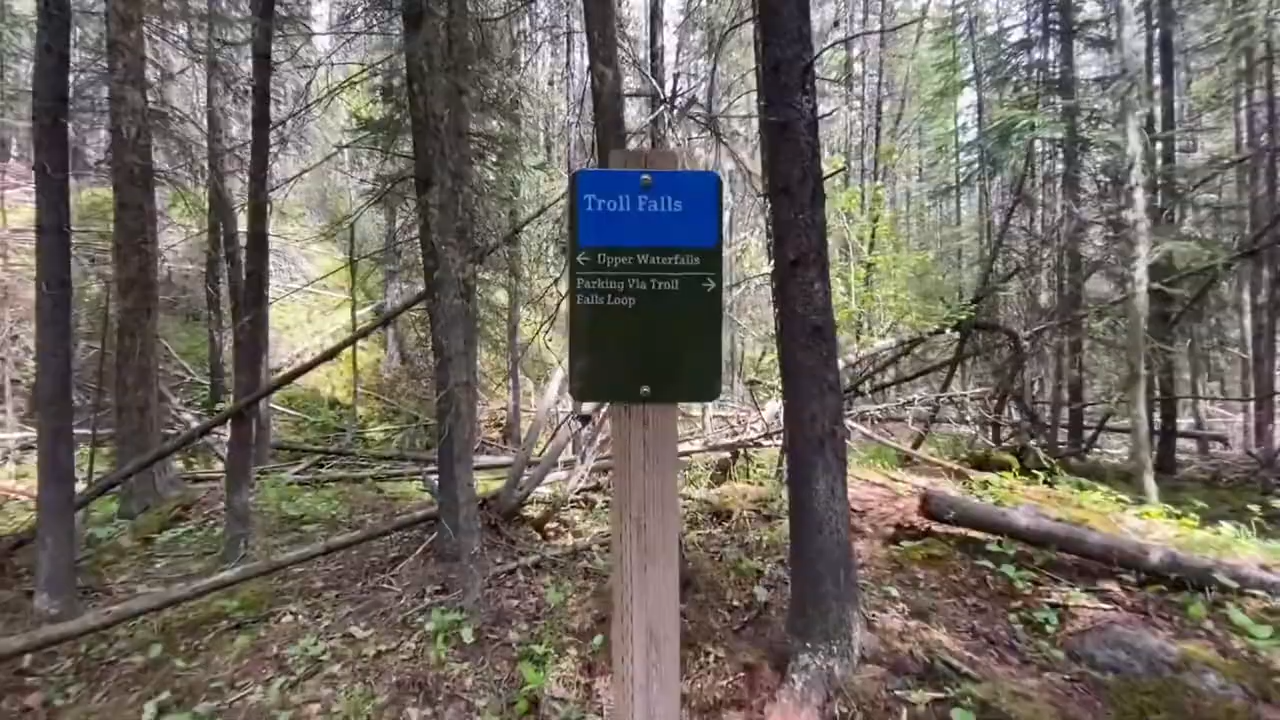 Troll Falls
← Upper Waterfalls
Parking Via Troll →
Falls Loop